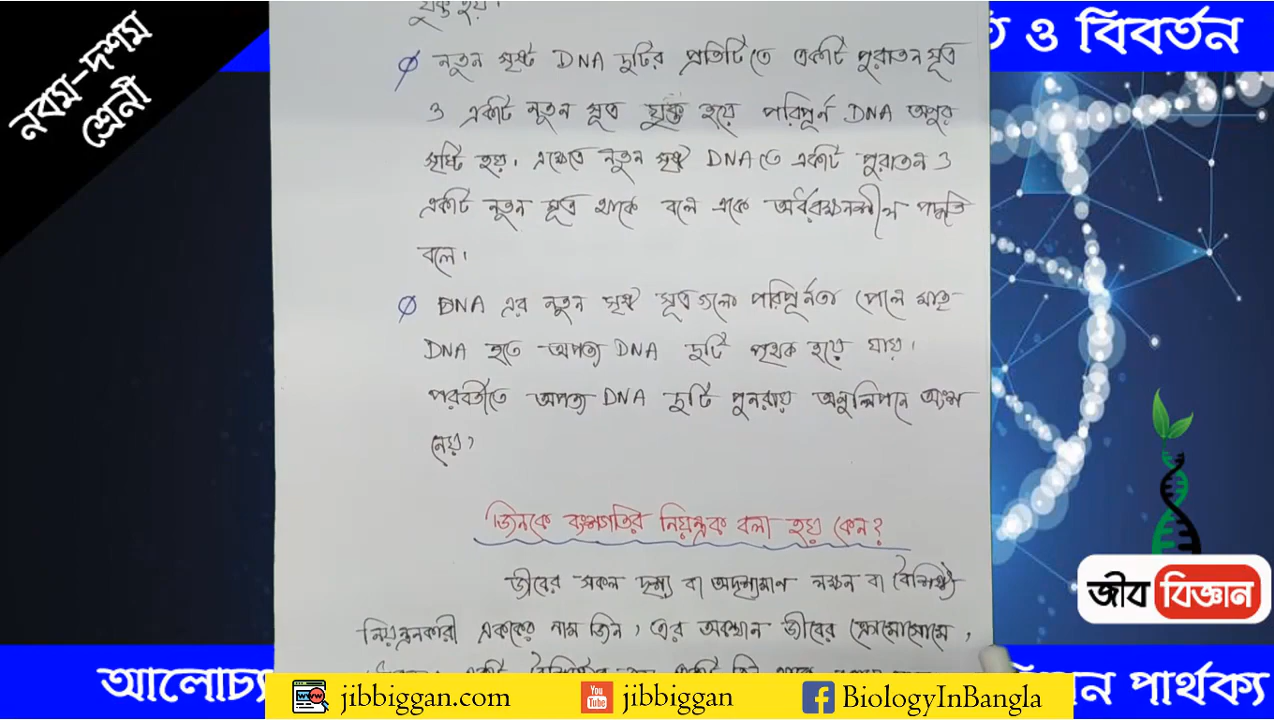 নবম-দশম
শ্রেনী
ও বিবর্তন
যুক্ত হয়।
নতুন সৃষ্ট DNA দুটির প্রতিটিতে একটি পুরাতন সূত্র
ও একটি নতুন সূত্র যুক্ত হয়ে পরিপূর্ন DNA অণুর
সৃষ্টি হয়। এক্ষেত্রে নতুন সৃষ্ট DNA তে একটি পুরাতন ও
একটি নতুন সূত্র থাকে বলে একে অর্ধরক্ষনশীল পদ্ধতি
বলে।
DNA এর নতুন সৃষ্ট সূত্রগুলো পরিপূর্নতা পেলে মাতৃ
DNA হতে অপত্য DNA দুটি পৃথক হয়ে যায়।
পরবর্তীতে অপত্য DNA দুটি পুনরায় অনুলিপনে অংশ
নেয়।
জিনকে বংশগতির নিয়ন্ত্রক বলা হয় কেন?
জীবের সকল দৃশ্য বা অদৃশ্যমান লক্ষন বা বৈশিষ্ট্য
নিয়ন্ত্রনকারী এককের নাম জিন, এর অবস্থান জীবের ক্রোমোসোমে,
জীব বিজ্ঞান
আলোচ্য
পার্থক্য
jibbiggan.com
You Tube jibbiggan
BiologyInBangla